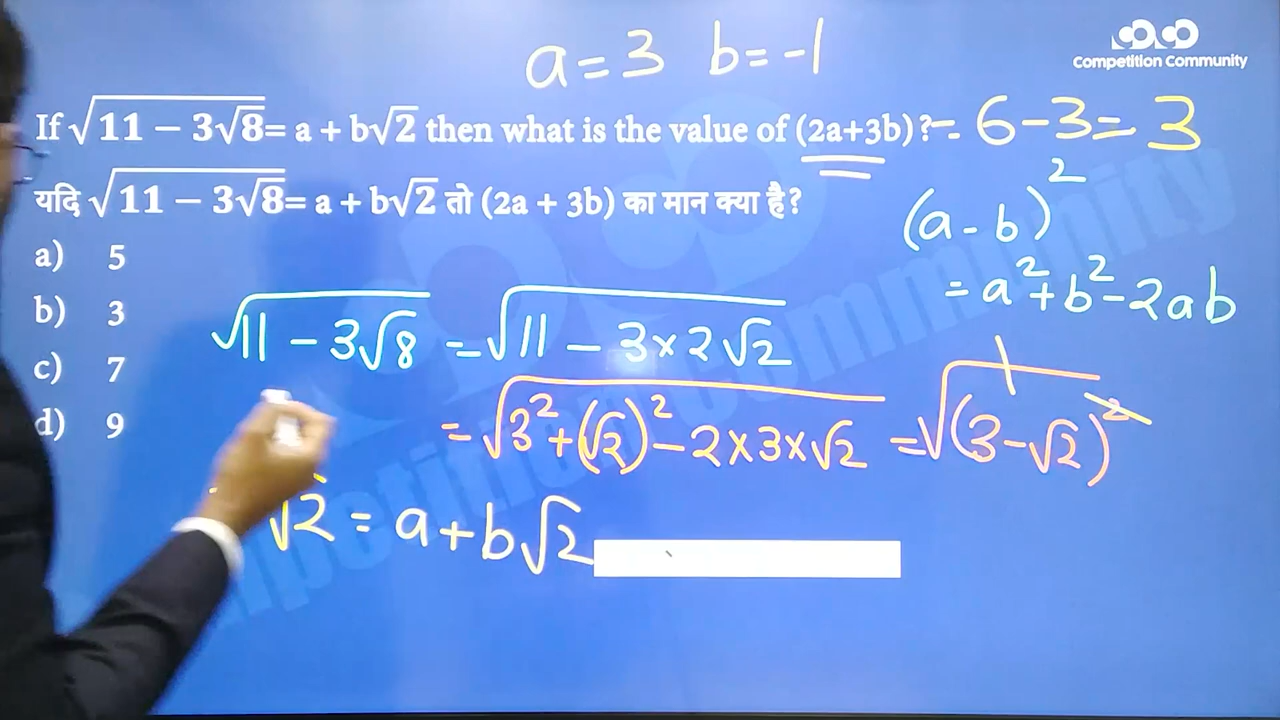 a = 3 b = -1
Competition Community
If √(11 − 3√8) = a + b√2 then what is the value of (2a+3b)? = 6 - 3 = 3
यदि √(11 − 3√8) = a + b√2 तो (2a + 3b) का मान क्या है?
(a - b)²
= a² + b² - 2ab
a) 5
b) 3
c) 7
d) 9
√(11 - 3√8) = √(11 - 3×2√2)
= √(3² + (√2)² - 2×3×√2) = √(3 - √2)²
√2 = a + b√2